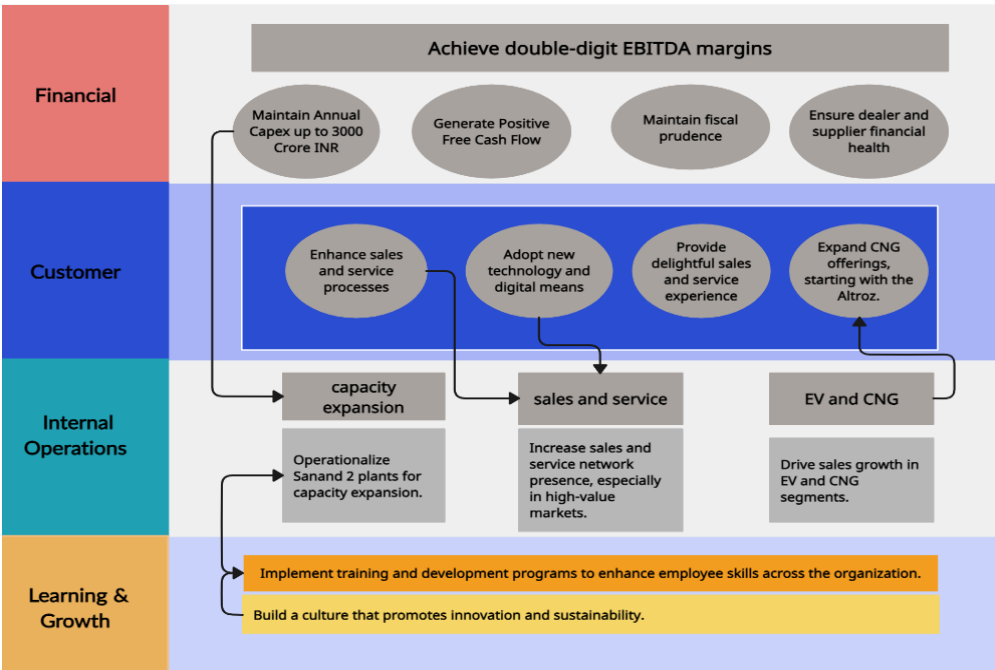 Financial
Achieve double-digit EBITDA margins
Maintain Annual
Capex up to 3000
Crore INR
Generate Positive
Free Cash Flow
Maintain fiscal
prudence
Ensure dealer and
supplier financial
health
Customer
Enhance sales
and service
processes
Adopt new
technology and
digital means
Provide
delightful sales
and service
experience
Expand CNG
offerings,
starting with the
Altroz.
Internal
Operations
capacity
expansion
sales and service
EV and CNG
Operationalize
Sanand 2 plants for
capacity expansion.
Increase sales and
service network
presence, especially
in high-value
markets.
Drive sales growth in
EV and CNG
segments.
Learning &
Growth
Implement training and development programs to enhance employee skills across the organization.
Build a culture that promotes innovation and sustainability.